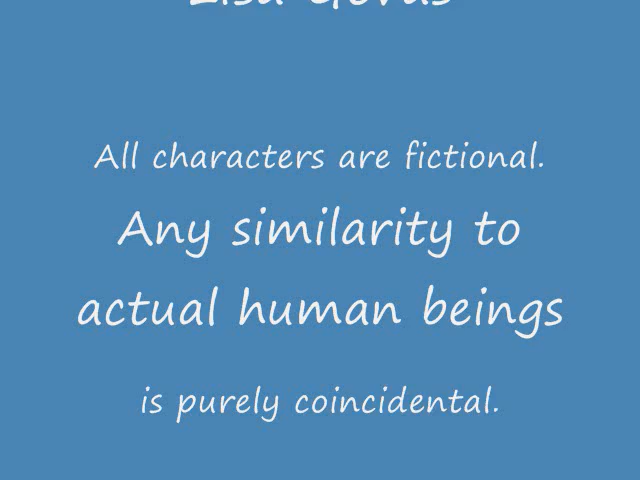 All characters are fictional.
Any similarity to
actual human beings
is purely coincidental.